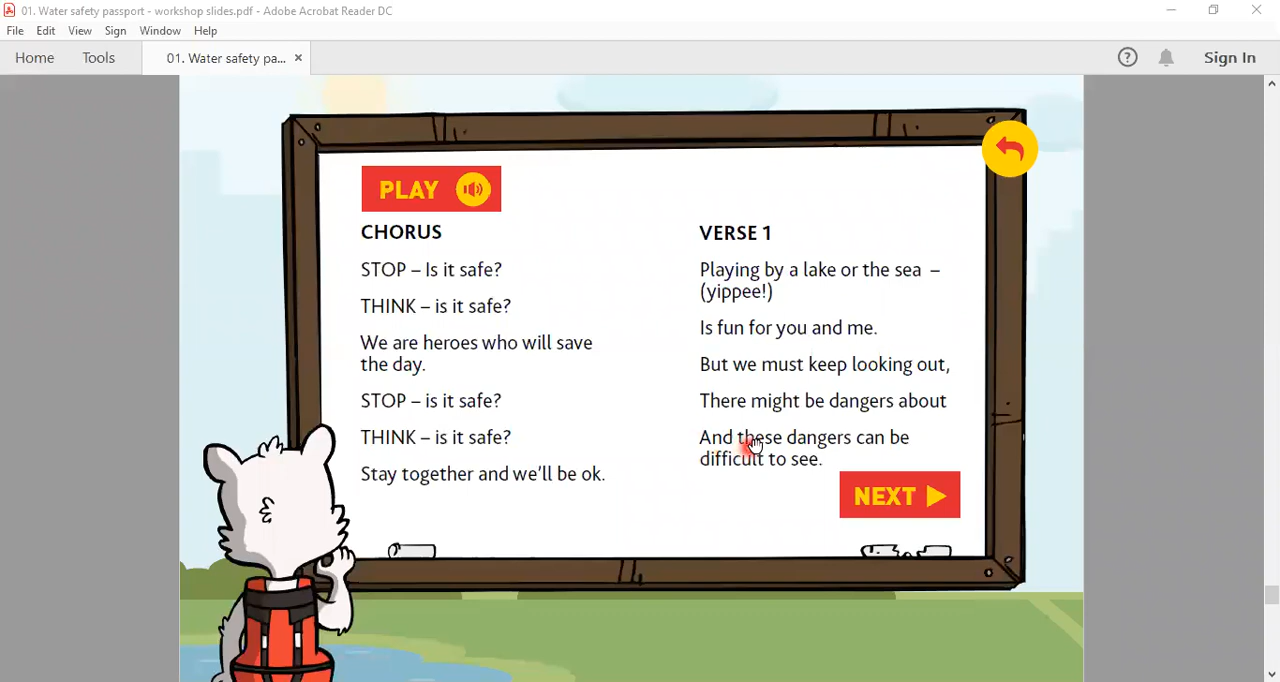 01. Water safety passport - workshop slides.pdf - Adobe Acrobat Reader DC
File Edit View Sign Window Help
Home Tools 01. Water safety pa... × Sign In
PLAY
CHORUS
STOP – Is it safe?
THINK – is it safe?
We are heroes who will save
the day.
STOP – is it safe?
THINK – is it safe?
Stay together and we'll be ok.
VERSE 1
Playing by a lake or the sea –
(yippee!)
Is fun for you and me.
But we must keep looking out,
There might be dangers about
And these dangers can be
difficult to see.
NEXT